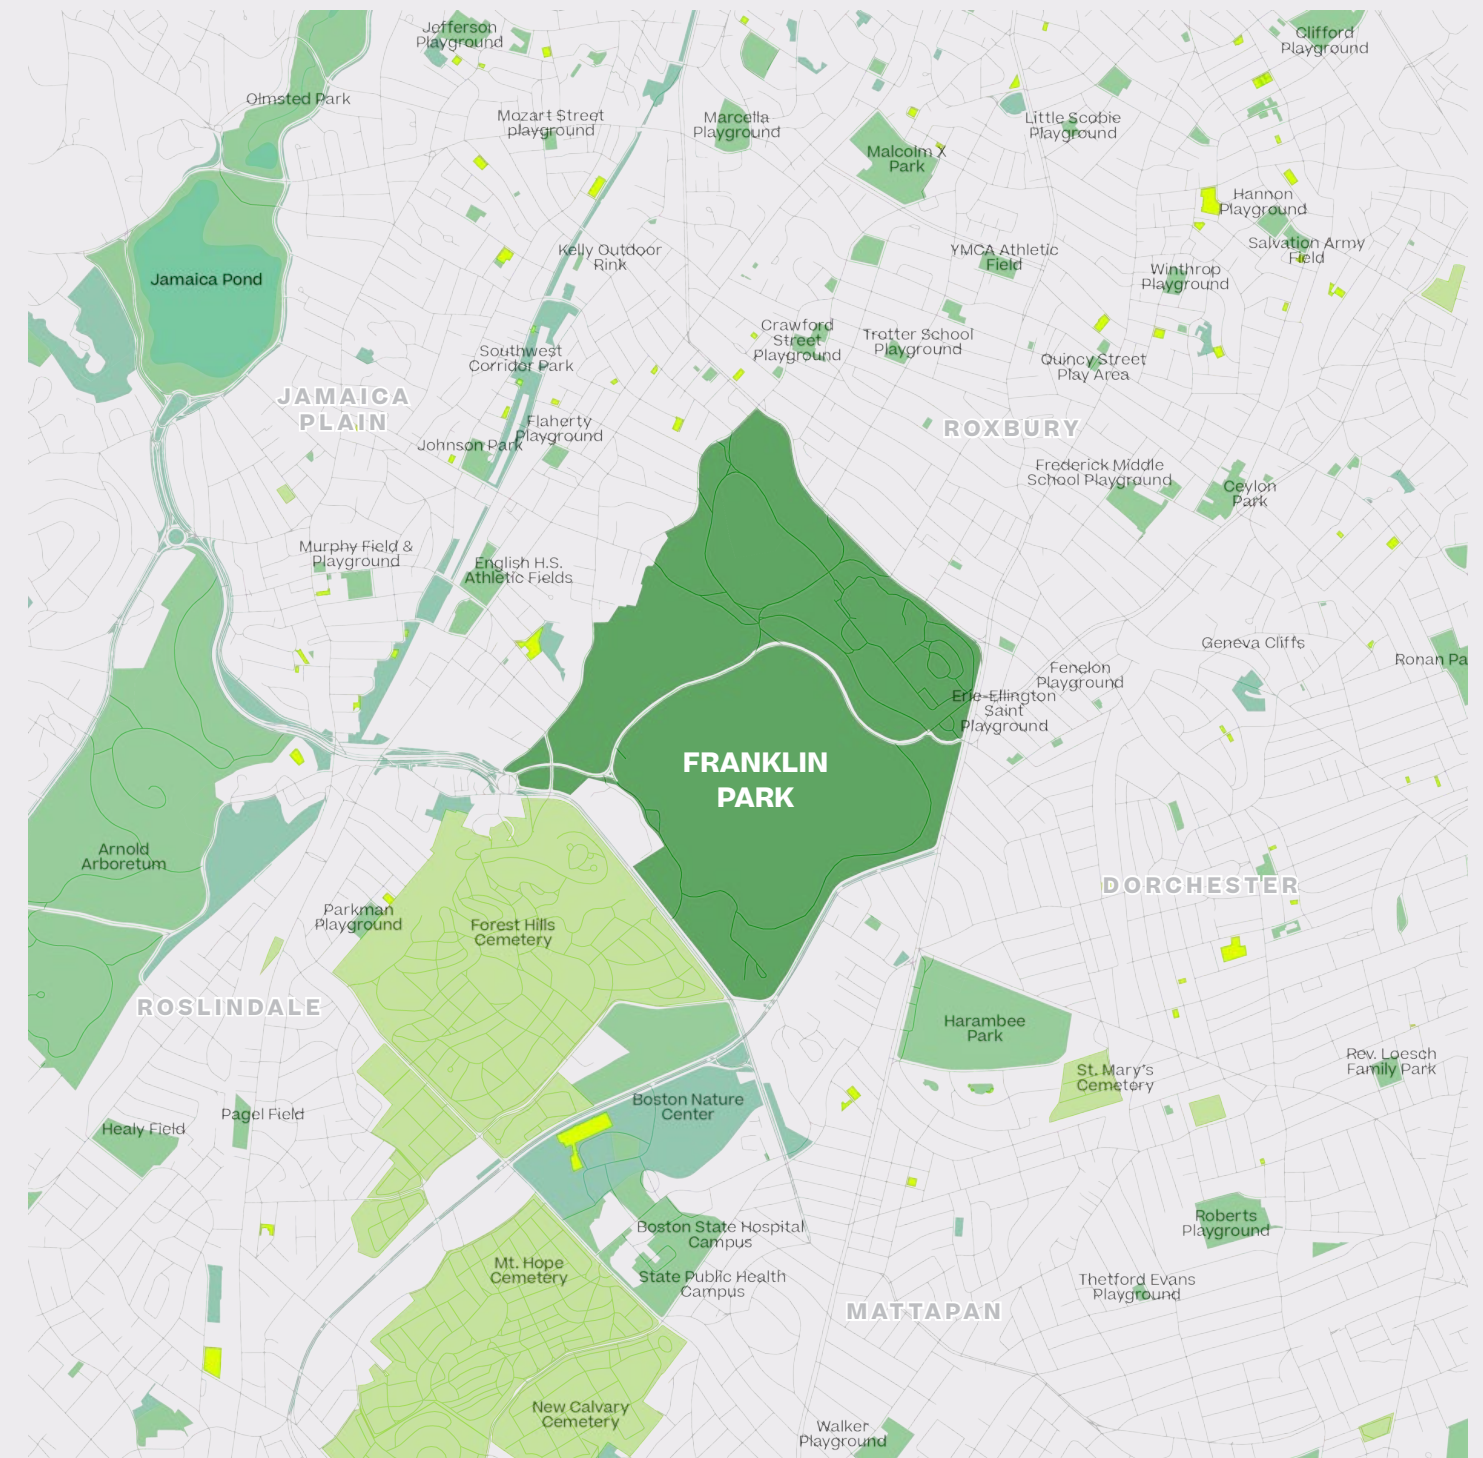 Jefferson
Playground
Clifford
Playground
Olmsted Park
Mozart Street
playground
Marcella
Playground
Little Scobie
Playground
Malcolm X
Park
Hannon
Playground
Kelly Outdoor
Rink
YMCA Athletic
Field
Salvation Army
Field
Jamaica Pond
Winthrop
Playground
Crawford
Street
Playground
Trotter School
Playground
Southwest
Corridor Park
Quincy Street
Play Area
JAMAICA
PLAIN
Flaherty
Playground
Johnson Park
ROXBURY
Frederick Middle
School Playground
Ceylon
Park
Murphy Field &
Playground
English H.S.
Athletic Fields
Geneva Cliffs
Ronan Pa
Fenelon
Playground
Erie-Ellington
Saint
Playground
FRANKLIN
PARK
Arnold
Arboretum
DORCHESTER
Parkman
Playground
Forest Hills
Cemetery
ROSLINDALE
Harambee
Park
Rev. Loesch
Family Park
St. Mary's
Cemetery
Boston Nature
Center
Pagel Field
Healy Field
Roberts
Playground
Boston State Hospital
Campus
Mt. Hope
Cemetery
State Public Health
Campus
Thetford Evans
Playground
MATTAPAN
New Calvary
Cemetery
Walker
Playground